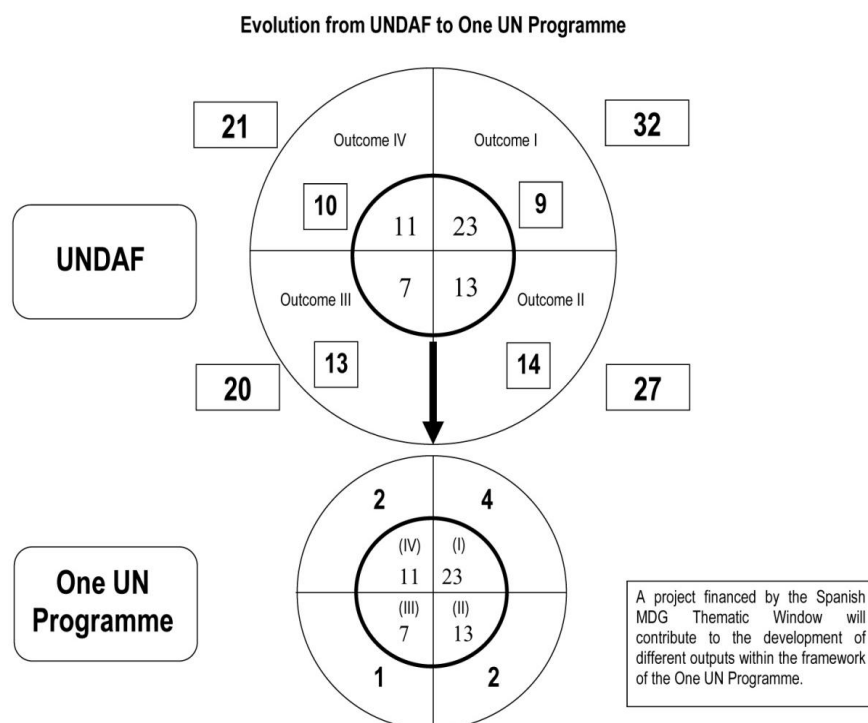 Evolution from UNDAF to One UN Programme
21
32
Outcome IV
Outcome I
10
9
11
23
UNDAF
7
13
Outcome III
Outcome II
13
14
20
27
2
4
(IV)
(I)
11
23
One UN
Programme
(III)
(II)
7
13
1
2
A project financed by the Spanish
MDG Thematic Window will
contribute to the development of
different outputs within the framework
of the One UN Programme.